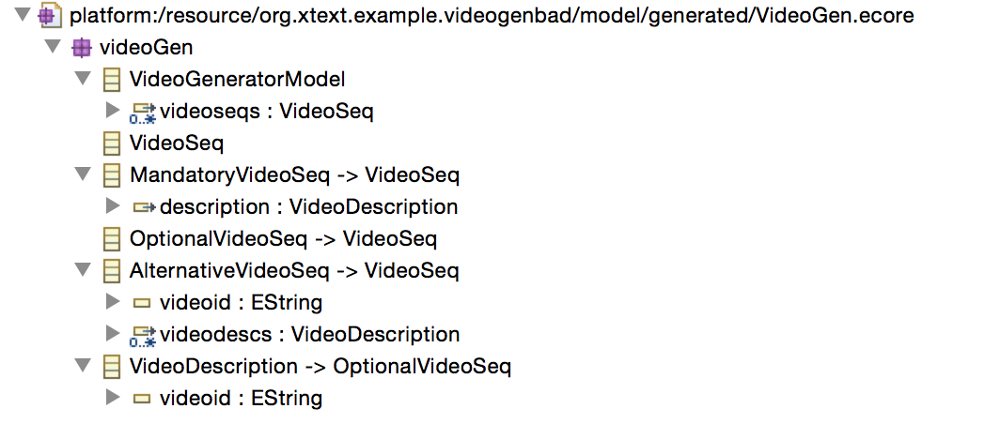 platform:/resource/org.xtext.example.videogenbad/model/generated/VideoGen.ecore
videoGen
VideoGeneratorModel
0..* videoseqs : VideoSeq
VideoSeq
MandatoryVideoSeq -> VideoSeq
description : VideoDescription
OptionalVideoSeq -> VideoSeq
AlternativeVideoSeq -> VideoSeq
videoid : EString
0..* videodescs : VideoDescription
VideoDescription -> OptionalVideoSeq
videoid : EString